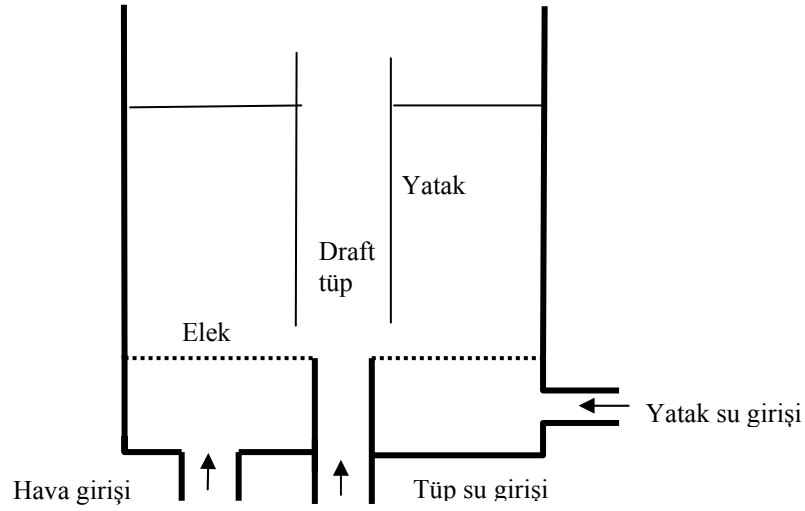 Yatak
Draft
tüp
Elek
Yatak su girişi
Hava girişi
Tüp su girişi